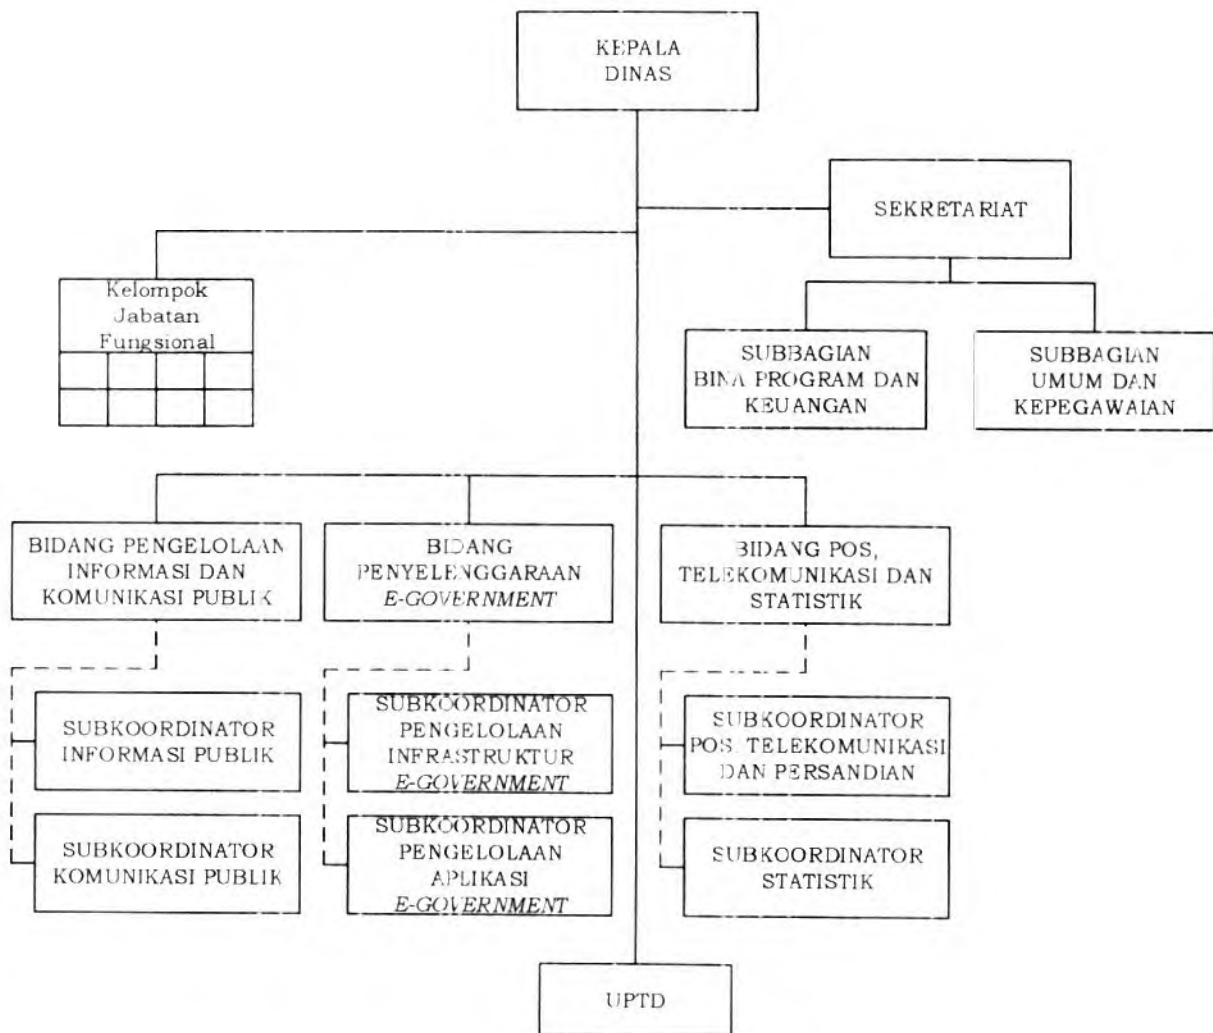 KEPALA
DINAS
SEKRETARIAT
Kelompok
Jabatan
Fungsional
SUBBAGIAN
BINA PROGRAM DAN
KEUANGAN
SUBBAGIAN
UMUM DAN
KEPEGAWAIAN
BIDANG PENGELOLAAN
INFORMASI DAN
KOMUNIKASI PUBLIK
BIDANG
PENYELENGGARAAN
E-GOVERNMENT
BIDANG POS,
TELEKOMUNIKASI DAN
STATISTIK
SUBKOORDINATOR
INFORMASI PUBLIK
SUBKOORDINATOR
PENGELOLAAN
INFRASTRUKTUR
E-GOVERNMENT
SUBKOORDINATOR
POS, TELEKOMUNIKASI
DAN PERSANDIAN
SUBKOORDINATOR
KOMUNIKASI PUBLIK
SUBKOORDINATOR
PENGELOLAAN
APLIKASI
E-GOVERNMENT
SUBKOORDINATOR
STATISTIK
UPTD